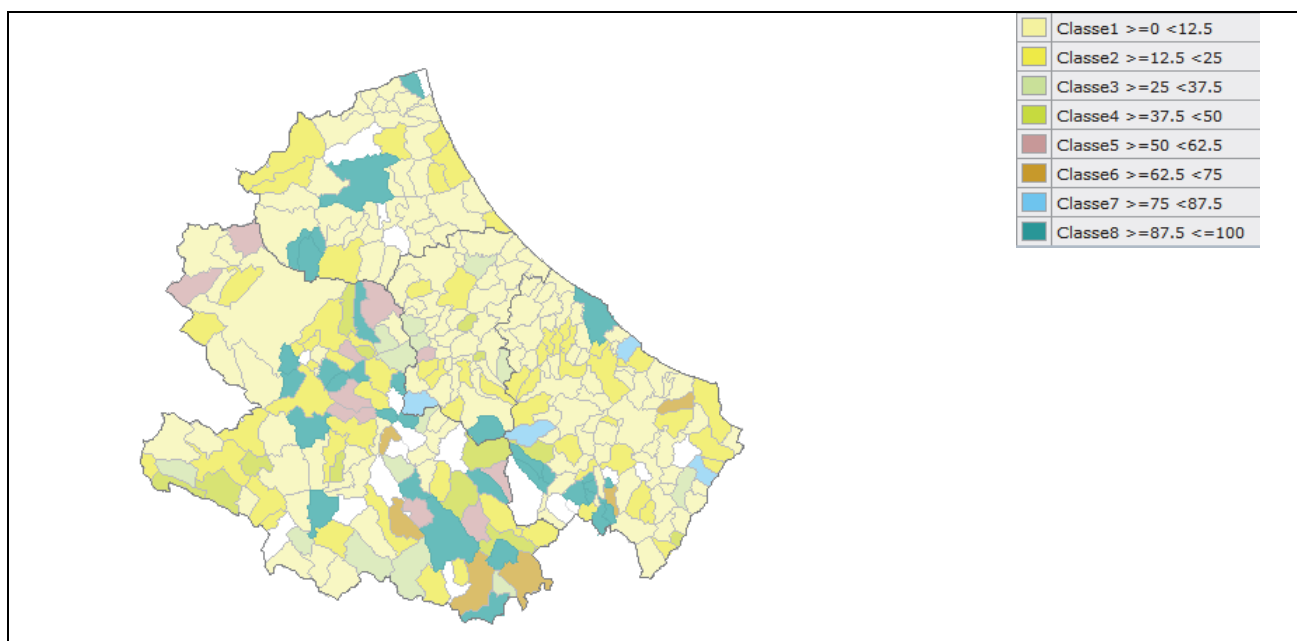 Classe1 >=0 <12.5
Classe2 >=12.5 <25
Classe3 >=25 <37.5
Classe4 >=37.5 <50
Classe5 >=50 <62.5
Classe6 >=62.5 <75
Classe7 >=75 <87.5
Classe8 >=87.5 <=100